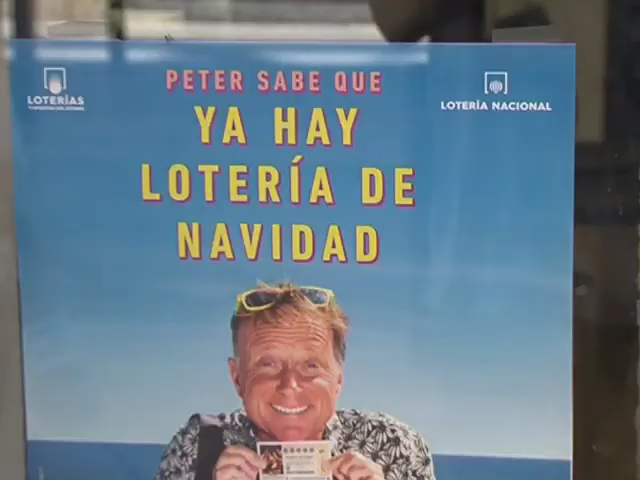 PETER SABE QUE
YA HAY
LOTERÍA DE
NAVIDAD
LOTERÍAS
LOTERÍA NACIONAL